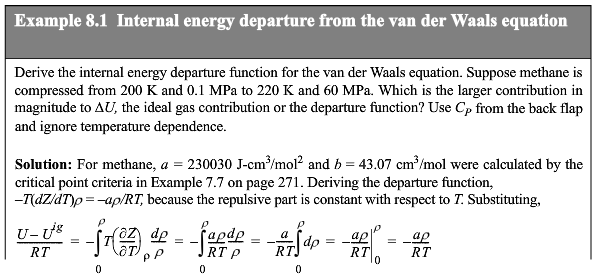 Example 8.1 Internal energy departure from the van der Waals equation
Derive the internal energy departure function for the van der Waals equation. Suppose methane is
compressed from 200 K and 0.1 MPa to 220 K and 60 MPa. Which is the larger contribution in
magnitude to ΔU, the ideal gas contribution or the departure function? Use C_P from the back flap
and ignore temperature dependence.
Solution: For methane, a = 230030 J-cm³/mol² and b = 43.07 cm³/mol were calculated by the
critical point criteria in Example 7.7 on page 271. Deriving the departure function,
–T(dZ/dT)ρ = –aρ/RT, because the repulsive part is constant with respect to T. Substituting,
(U – U^ig)/RT = –∫₀^ρ T(∂Z/∂T)_ρ dρ/ρ = –∫₀^ρ (aρ/RT) dρ/ρ = –(a/RT)∫₀^ρ dρ = –aρ/RT |₀^ρ = –aρ/RT